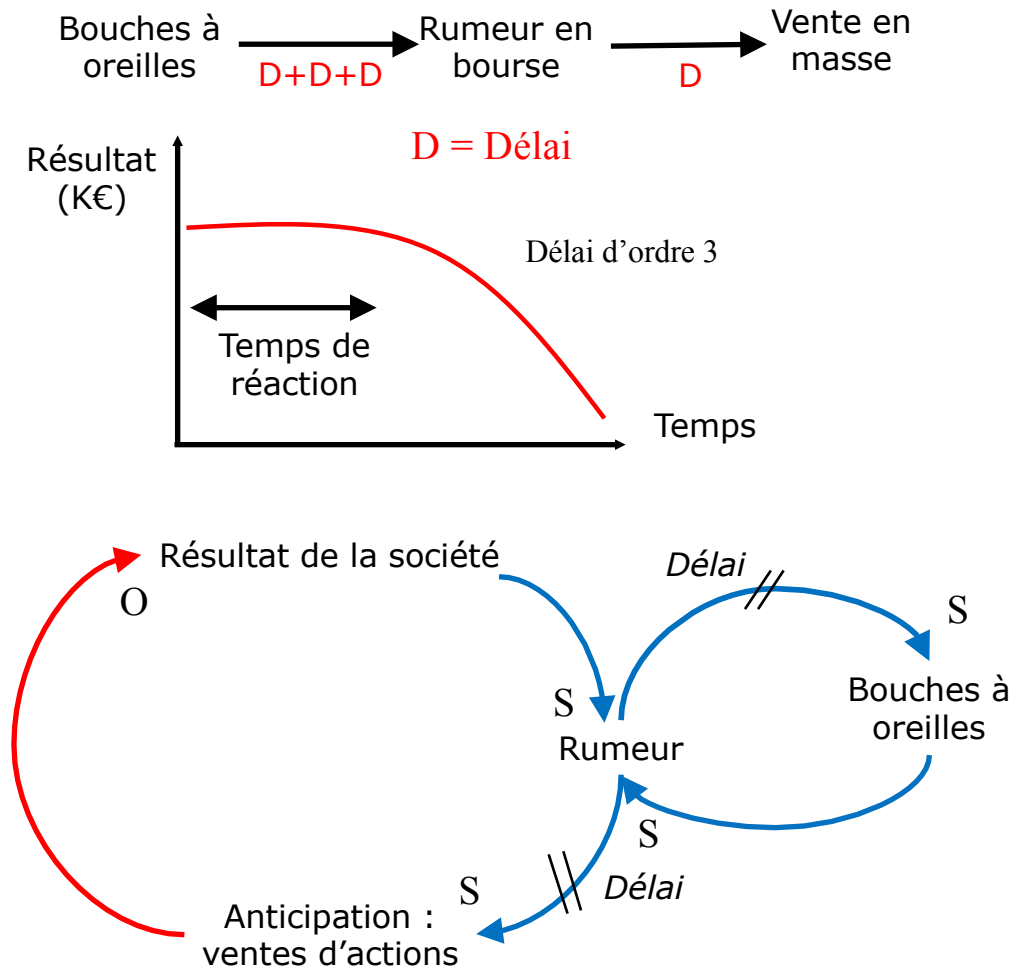 Bouches à
oreilles
D+D+D
Rumeur en
bourse
D
Vente en
masse
D = Délai
Résultat
(K€)
Délai d’ordre 3
Temps de
réaction
Temps
Résultat de la société
O
Délai
S
S
Rumeur
Bouches à
oreilles
S
S
Délai
Anticipation :
ventes d’actions